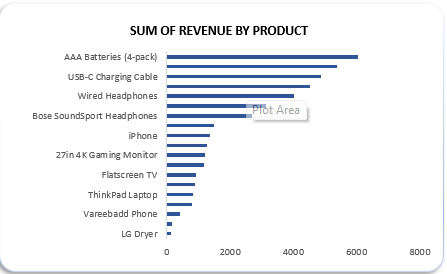 SUM OF REVENUE BY PRODUCT
AAA Batteries (4-pack)
USB-C Charging Cable
Wired Headphones
Plot Area
Bose SoundSport Headphones
iPhone
27in 4K Gaming Monitor
Flatscreen TV
ThinkPad Laptop
Vareebadd Phone
LG Dryer
0 2000 4000 6000 8000